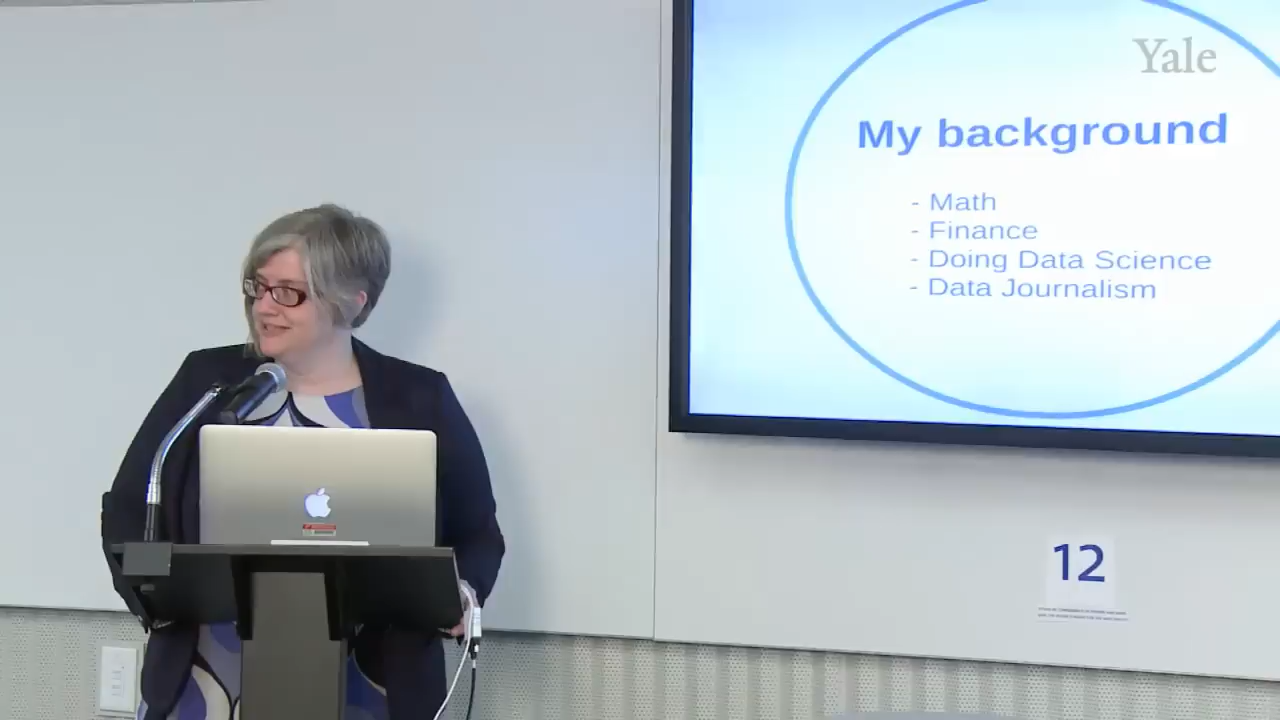 Yale
My background
- Math
- Finance
- Doing Data Science
- Data Journalism
12